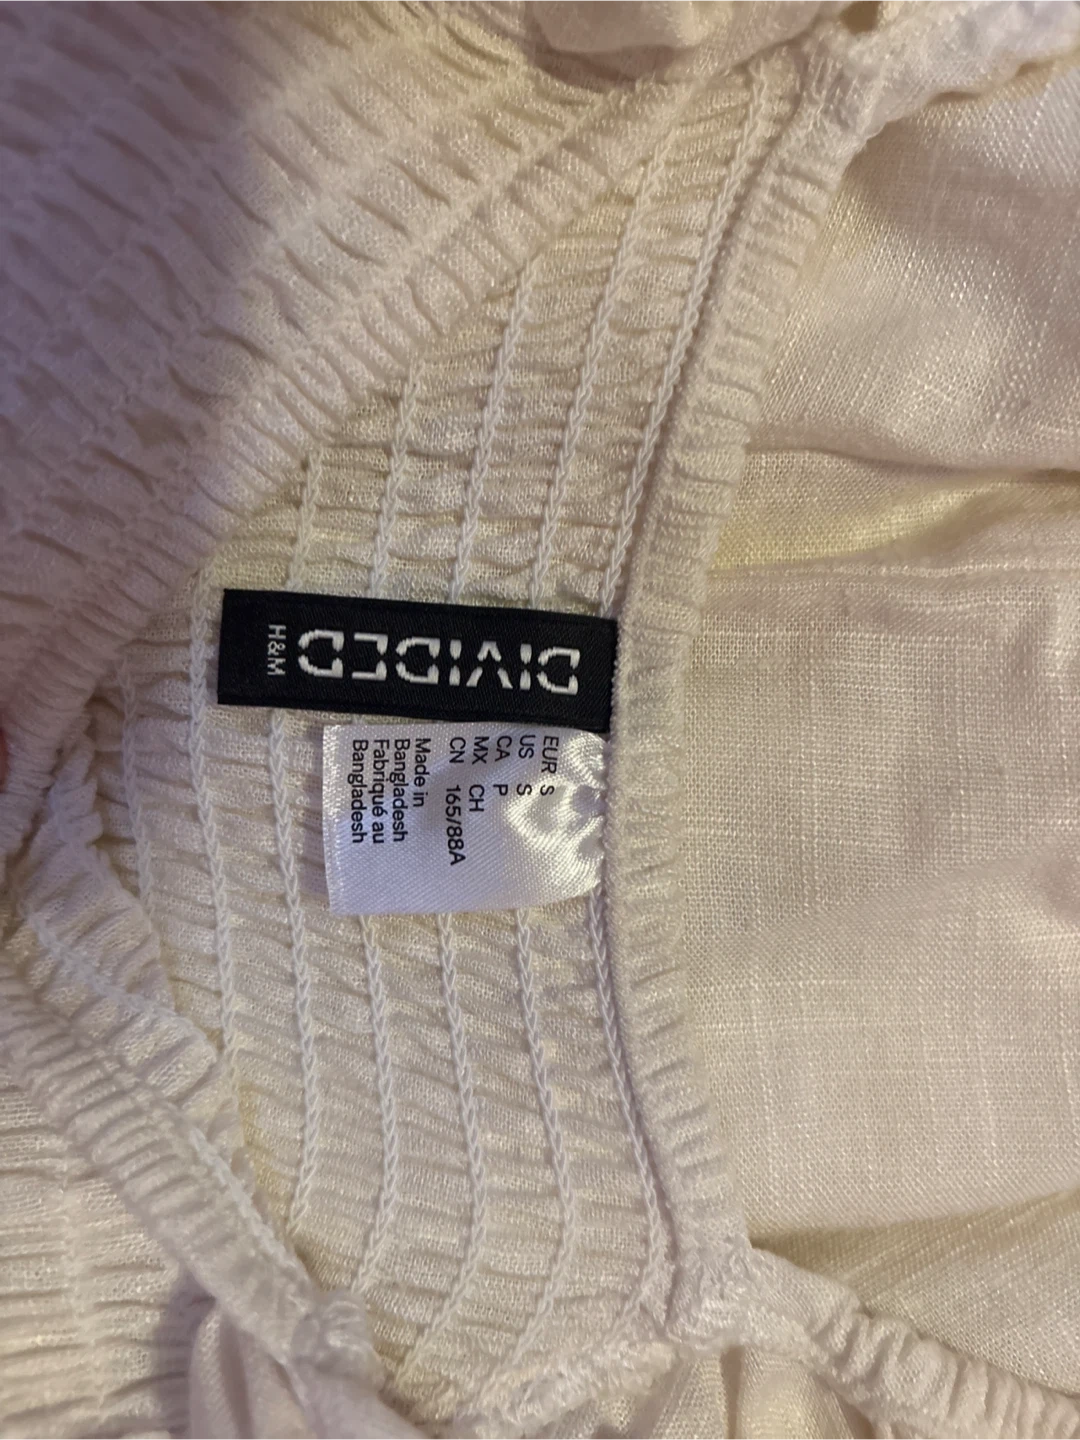 DIVIDED
H&M
EUR S
US S
CA P
MX CH
CN 165/88A
Made in
Bangladesh
Fabriqué au
Bangladesh